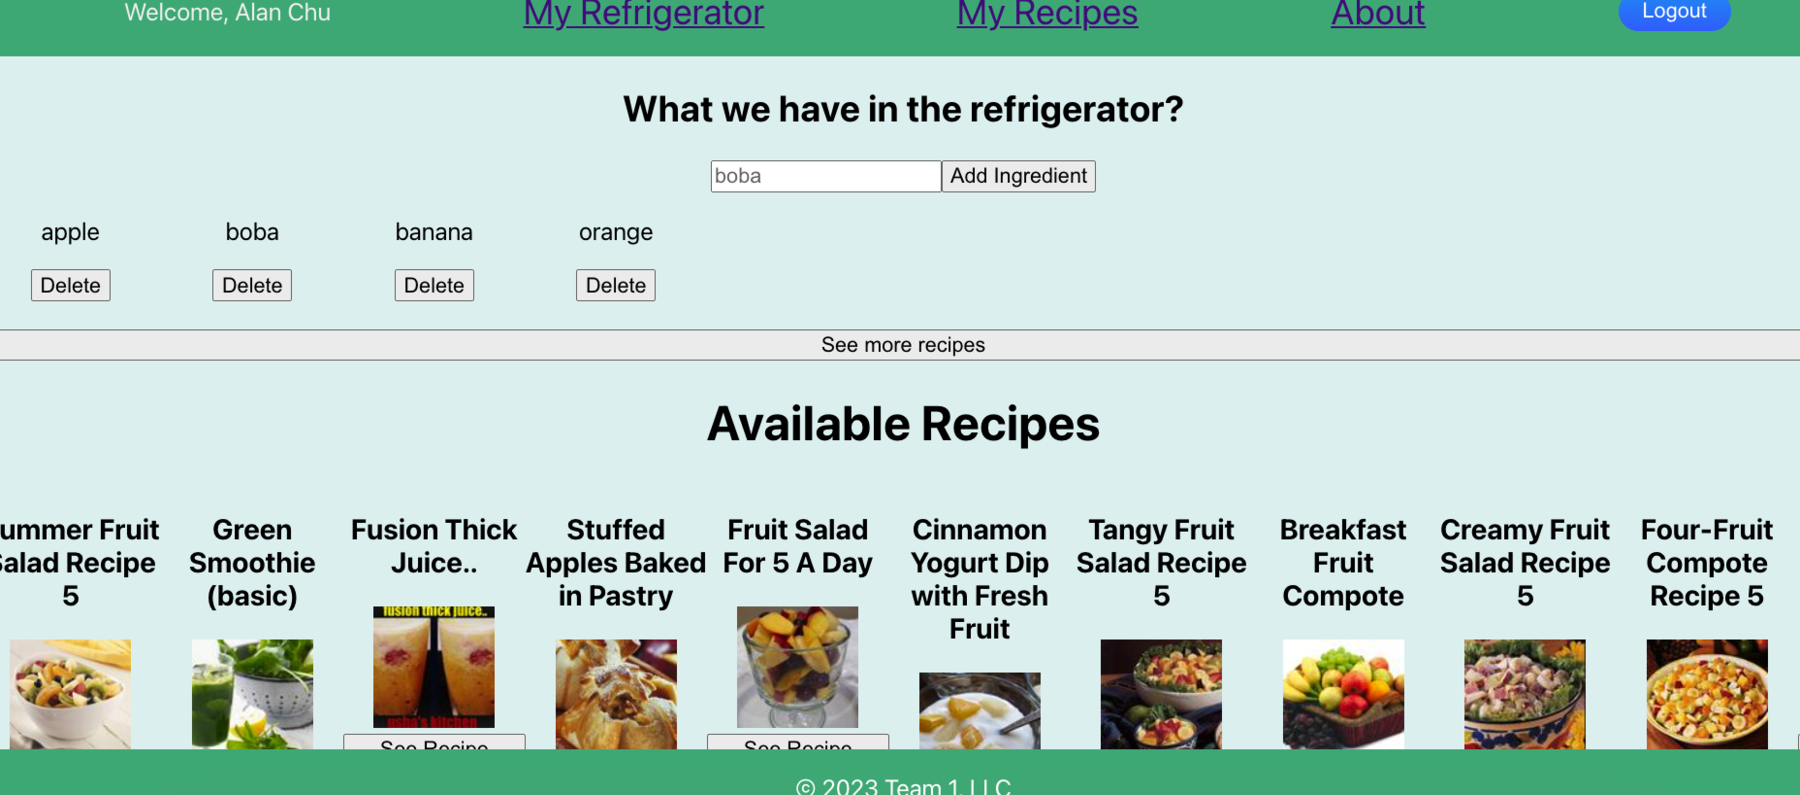 Welcome, Alan Chu
My Refrigerator
My Recipes
About
Logout
What we have in the refrigerator?
boba
Add Ingredient
apple
boba
banana
orange
Delete
Delete
Delete
Delete
See more recipes
Available Recipes
ummer Fruit
Salad Recipe
5
Green
Smoothie
(basic)
Fusion Thick
Juice..
fusion thick juice..
usha's kitchen
See Recipe
Stuffed
Apples Baked
in Pastry
Fruit Salad
For 5 A Day
See Recipe
Cinnamon
Yogurt Dip
with Fresh
Fruit
Tangy Fruit
Salad Recipe
5
Breakfast
Fruit
Compote
Creamy Fruit
Salad Recipe
5
Four-Fruit
Compote
Recipe 5
© 2023 Team 1, LLC